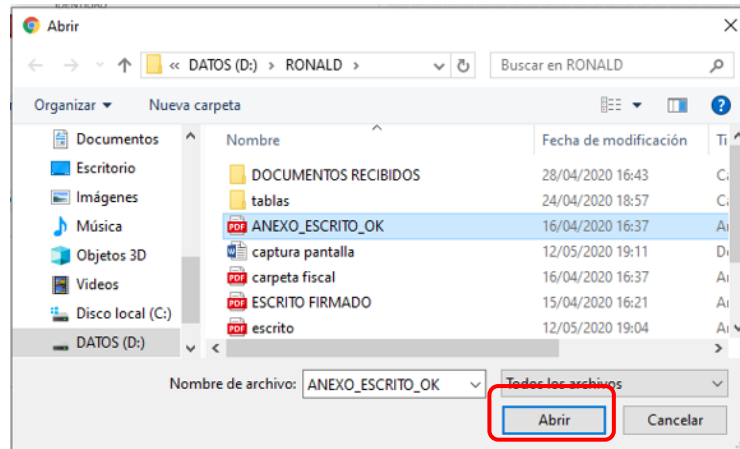 Abrir
« DATOS (D:) > RONALD >
Buscar en RONALD
Organizar
Nueva carpeta
Nombre
Fecha de modificación
Documentos
Escritorio
Imágenes
Música
Objetos 3D
Videos
Disco local (C:)
DATOS (D:)
DOCUMENTOS RECIBIDOS 28/04/2020 16:43
tablas 24/04/2020 18:57
ANEXO_ESCRITO_OK 16/04/2020 16:37
captura pantalla 12/05/2020 19:11
carpeta fiscal 16/04/2020 16:37
ESCRITO FIRMADO 15/04/2020 16:21
escrito 12/05/2020 19:04
Nombre de archivo: ANEXO_ESCRITO_OK
Todos los archivos
Abrir
Cancelar